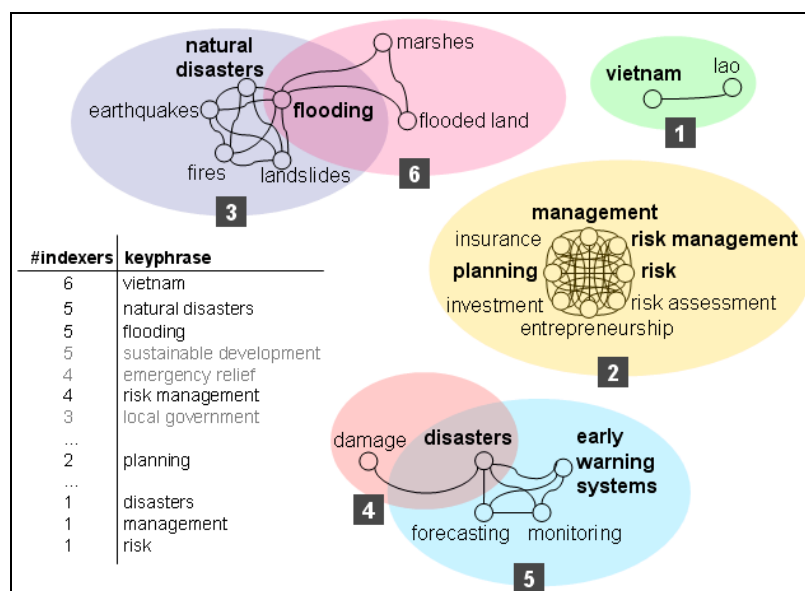 natural
disasters
marshes
earthquakes
flooding
flooded land
fires
landslides
3
6
vietnam
lao
1
management
insurance
risk management
planning
risk
investment
risk assessment
entrepreneurship
2
#indexers keyphrase
6 vietnam
5 natural disasters
5 flooding
5 sustainable development
4 emergency relief
4 risk management
3 local government
...
2 planning
...
1 disasters
1 management
1 risk
damage
disasters
early
warning
systems
4
forecasting
monitoring
5